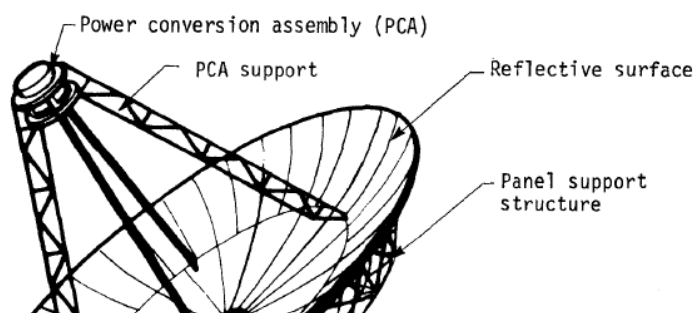 Power conversion assembly (PCA)
PCA support
Reflective surface
Panel support
structure